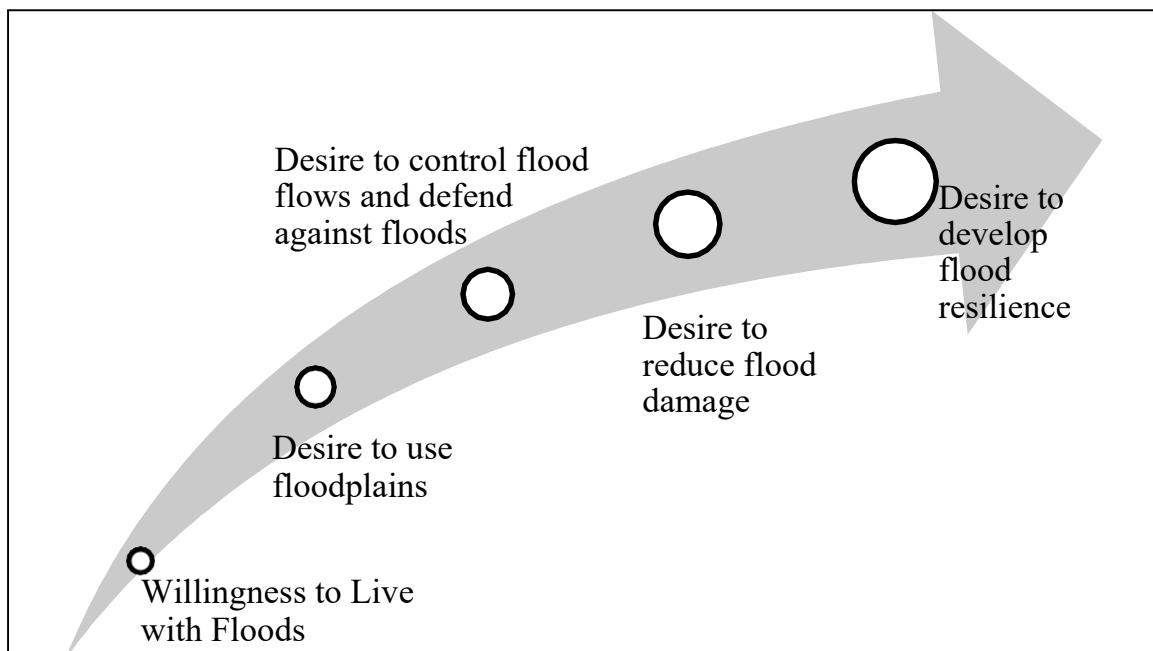 Desire to control flood
flows and defend
against floods
Desire to
develop
flood
resilience
Desire to
reduce flood
damage
Desire to use
floodplains
Willingness to Live
with Floods